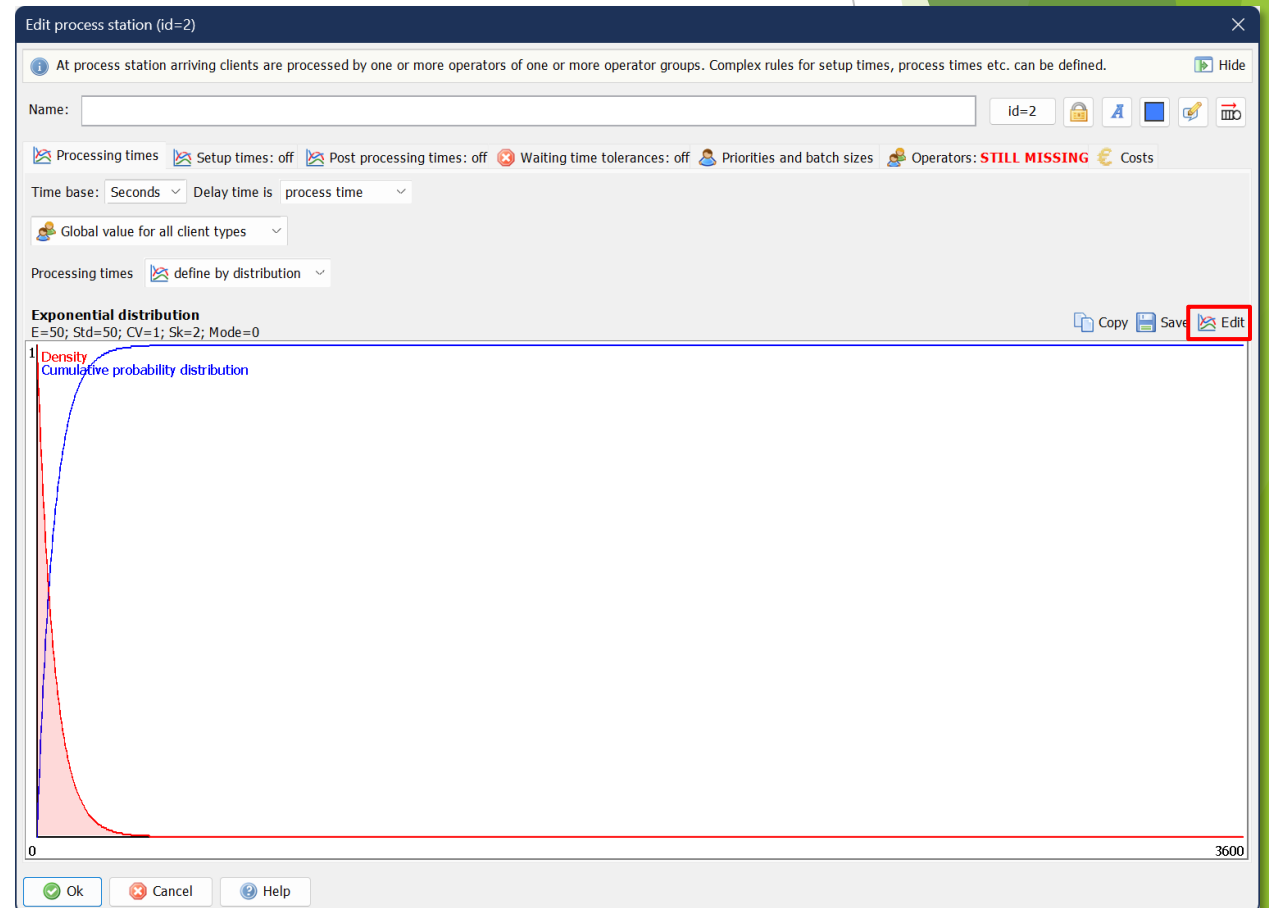 Edit process station (id=2)
At process station arriving clients are processed by one or more operators of one or more operator groups. Complex rules for setup times, process times etc. can be defined. Hide
Name: id=2 A
Processing times Setup times: off Post processing times: off Waiting time tolerances: off Priorities and batch sizes Operators: STILL MISSING Costs
Time base: Seconds Delay time is process time
Global value for all client types
Processing times define by distribution
Exponential distribution
E=50; Std=50; CV=1; Sk=2; Mode=0
Copy Save Edit
1 Density
Cumulative probability distribution
0 3600
Ok Cancel Help